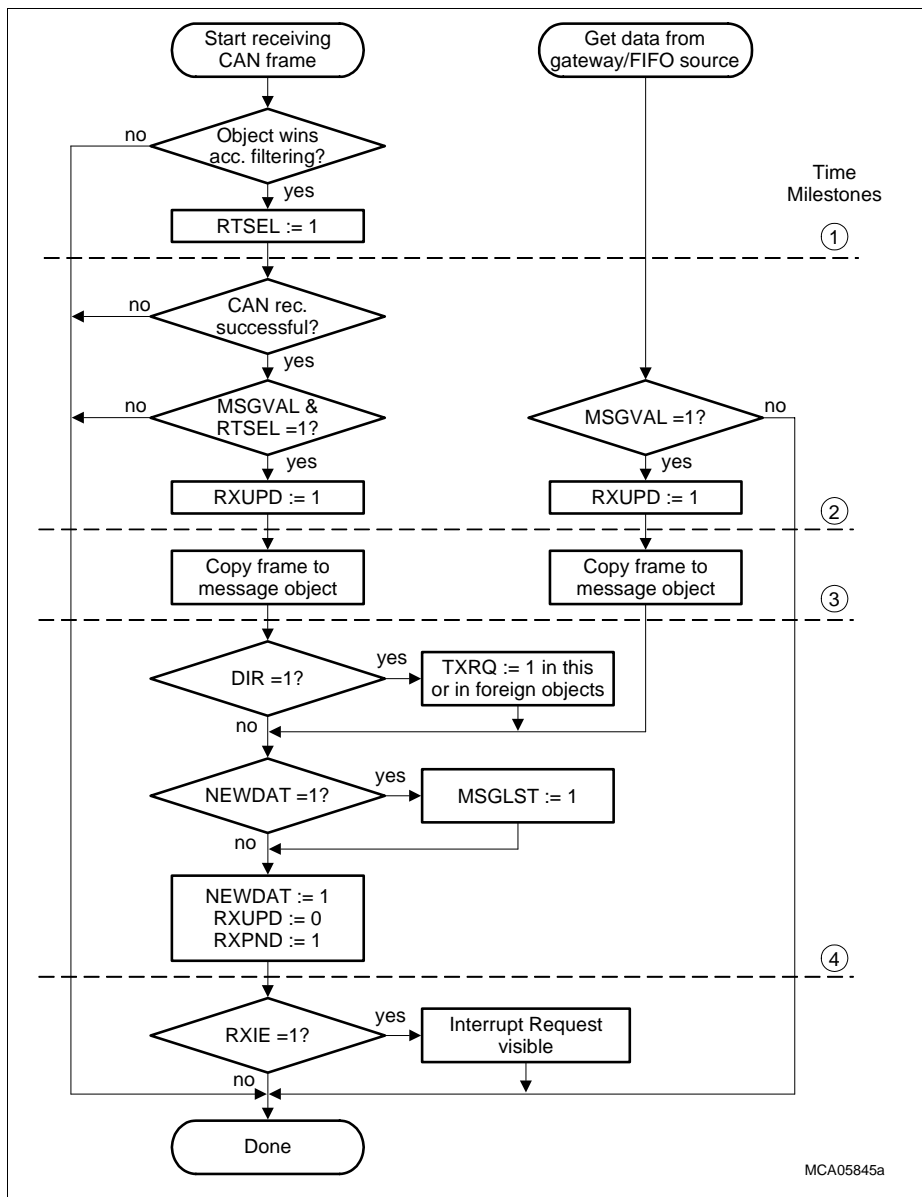 Start receiving
CAN frame
Get data from
gateway/FIFO source
no
Object wins
acc. filtering?
yes
Time
Milestones
RTSEL := 1
1
no
CAN rec.
successful?
yes
no
MSGVAL &
RTSEL =1?
MSGVAL =1?
no
yes
yes
RXUPD := 1
RXUPD := 1
2
Copy frame to
message object
Copy frame to
message object
3
DIR =1?
yes
TXRQ := 1 in this
or in foreign objects
no
NEWDAT =1?
yes
MSGLST := 1
no
NEWDAT := 1
RXUPD := 0
RXPND := 1
4
RXIE =1?
yes
Interrupt Request
visible
no
Done
MCA05845a